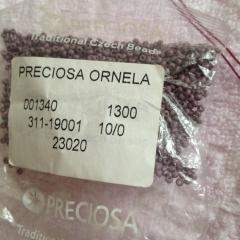 Traditional Czech Beads
PRECIOSA ORNELA
001340 1300
311-19001 10/0
23020
PRECIOSA
Traditional